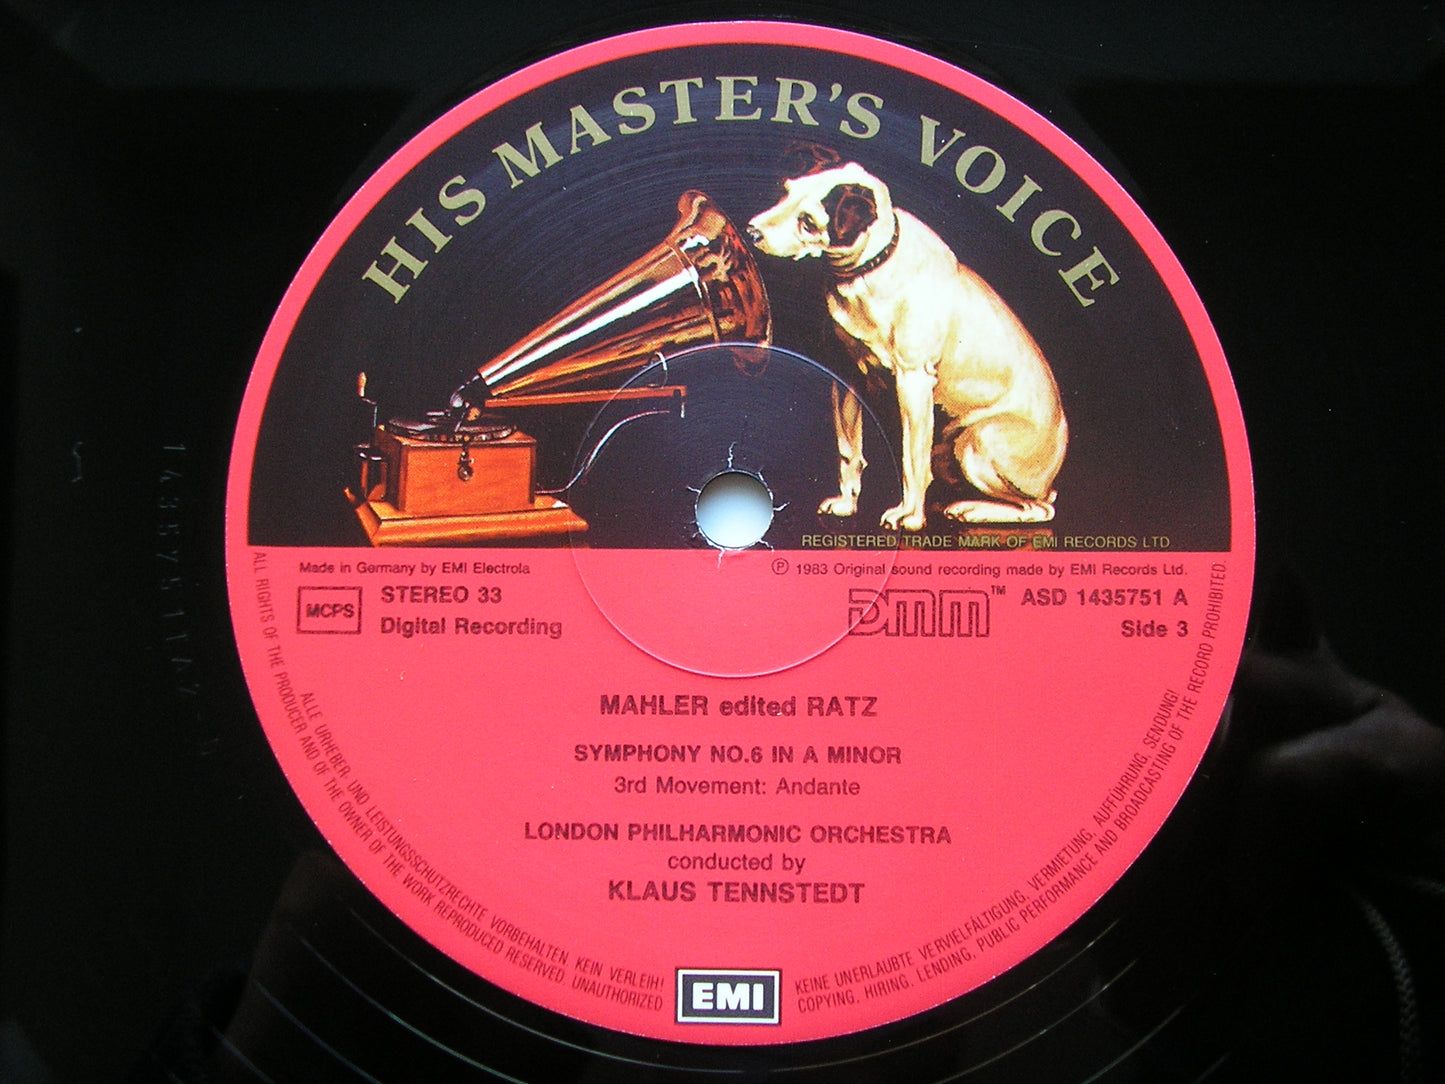 HIS MASTER'S VOICE
REGISTERED TRADE MARK OF EMI RECORDS LTD
Made in Germany by EMI Electrola
Ⓟ 1983 Original sound recording made by EMI Records Ltd.
MCPS
STEREO 33
Digital Recording
DMM™
ASD 1435751 A
Side 3
MAHLER edited RATZ
SYMPHONY NO.6 IN A MINOR
3rd Movement: Andante
LONDON PHILHARMONIC ORCHESTRA
conducted by
KLAUS TENNSTEDT
ALLE URHEBER- UND LEISTUNGSSCHUTZRECHTE VORBEHALTEN. KEIN VERLEIH!
KEINE UNERLAUBTE VERVIELFÄLTIGUNG, VERMIETUNG, AUFFÜHRUNG, SENDUNG!
ALL RIGHTS OF THE PRODUCER AND OF THE OWNER OF THE WORK REPRODUCED RESERVED. UNAUTHORIZED
COPYING, HIRING, LENDING, PUBLIC PERFORMANCE AND BROADCASTING OF THE RECORD PROHIBITED.
EMI